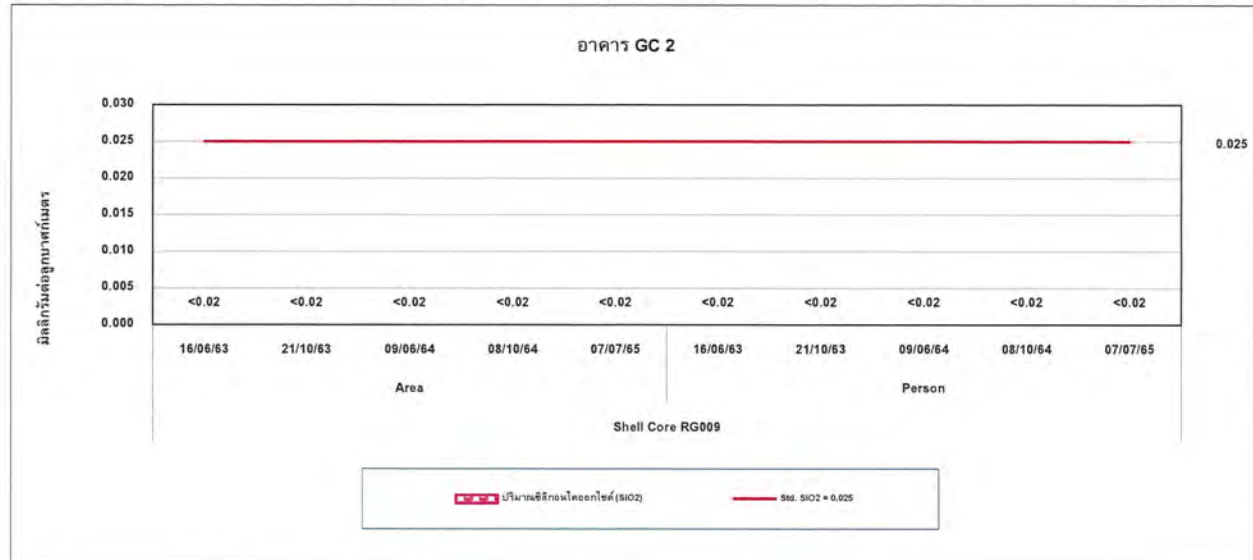 อาคาร GC 2
มิลลิกรัมต่อลูกบาศก์เมตร
0.030
0.025
0.020
0.015
0.010
0.005
0.000
0.025
<0.02 <0.02 <0.02 <0.02 <0.02 <0.02 <0.02 <0.02 <0.02 <0.02
16/06/63 21/10/63 09/06/64 08/10/64 07/07/65 16/06/63 21/10/63 09/06/64 08/10/64 07/07/65
Area Person
Shell Core RG009
ปริมาณซิลิกอนไดออกไซด์ (SIO2) Std. SIO2 = 0.025